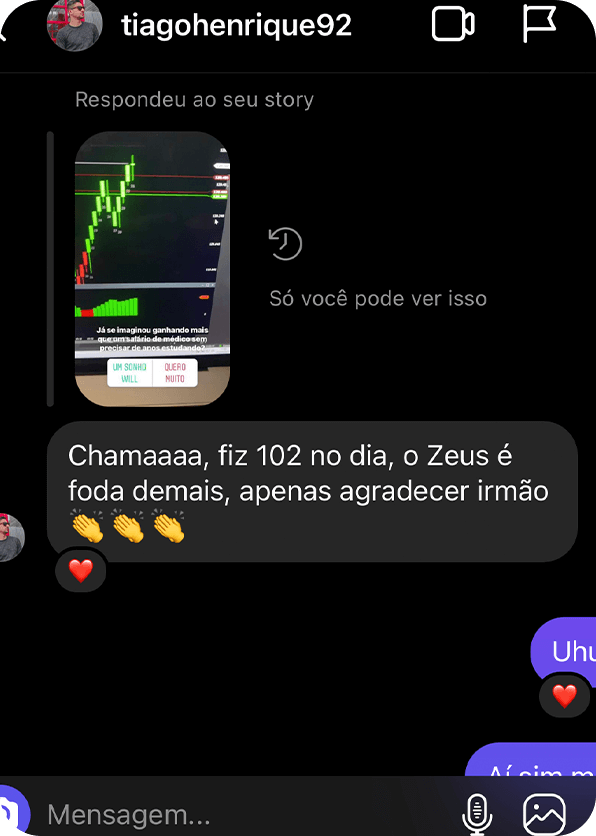 tiagohenrique92
Respondeu ao seu story
Já se imaginou ganhando mais
que um salário de médico sem
precisar de anos estudando?
UM SONHO
WILL
QUERO
MUITO
Só você pode ver isso
Chamaaaa, fiz 102 no dia, o Zeus é
foda demais, apenas agradecer irmão
👏 👏 👏
Uhu
Aí sim m
Mensagem...